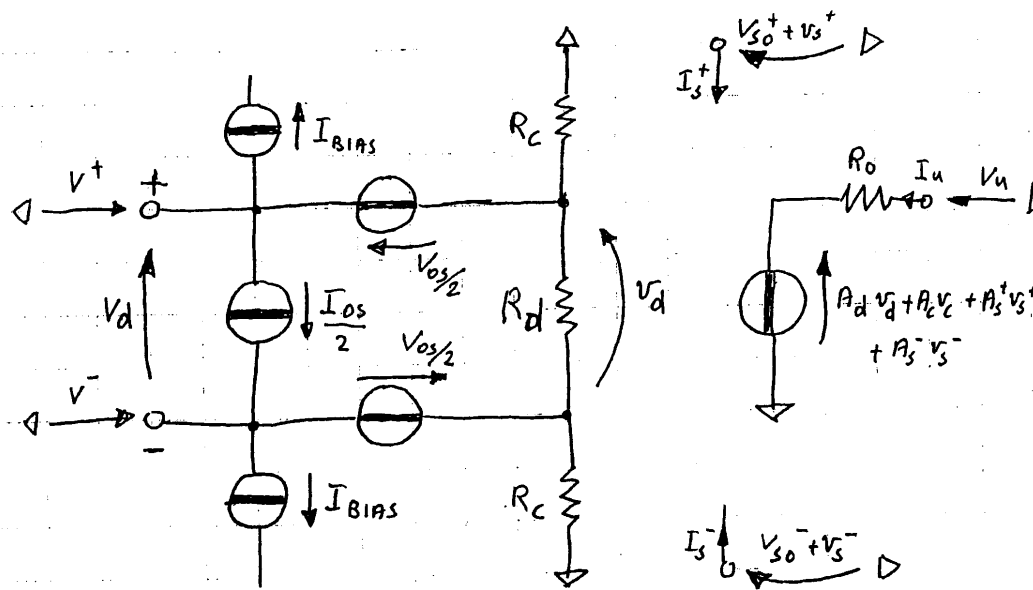 V_so^+ + v_s^+
I_s^+
R_c
I_BIAS
V^+
+
V_os/2
V_d
I_os/2
R_d
v_d
R_o
I_u
V_u
A_d v_d + A_c v_c + A_s^+ v_s^+
+ A_s^- v_s^-
V_os/2
V^-
-
I_BIAS
R_c
I_s^-
V_so^- + v_s^-